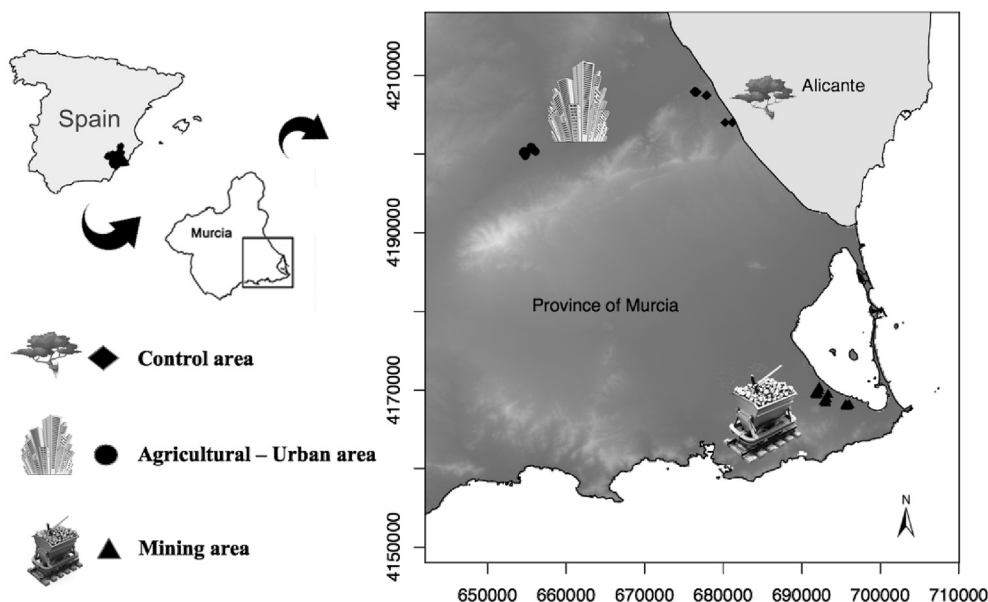 Spain
Murcia
Control area
Agricultural – Urban area
Mining area
Alicante
Province of Murcia
N
4210000
4190000
4170000
4150000
650000 660000 670000 680000 690000 700000 710000